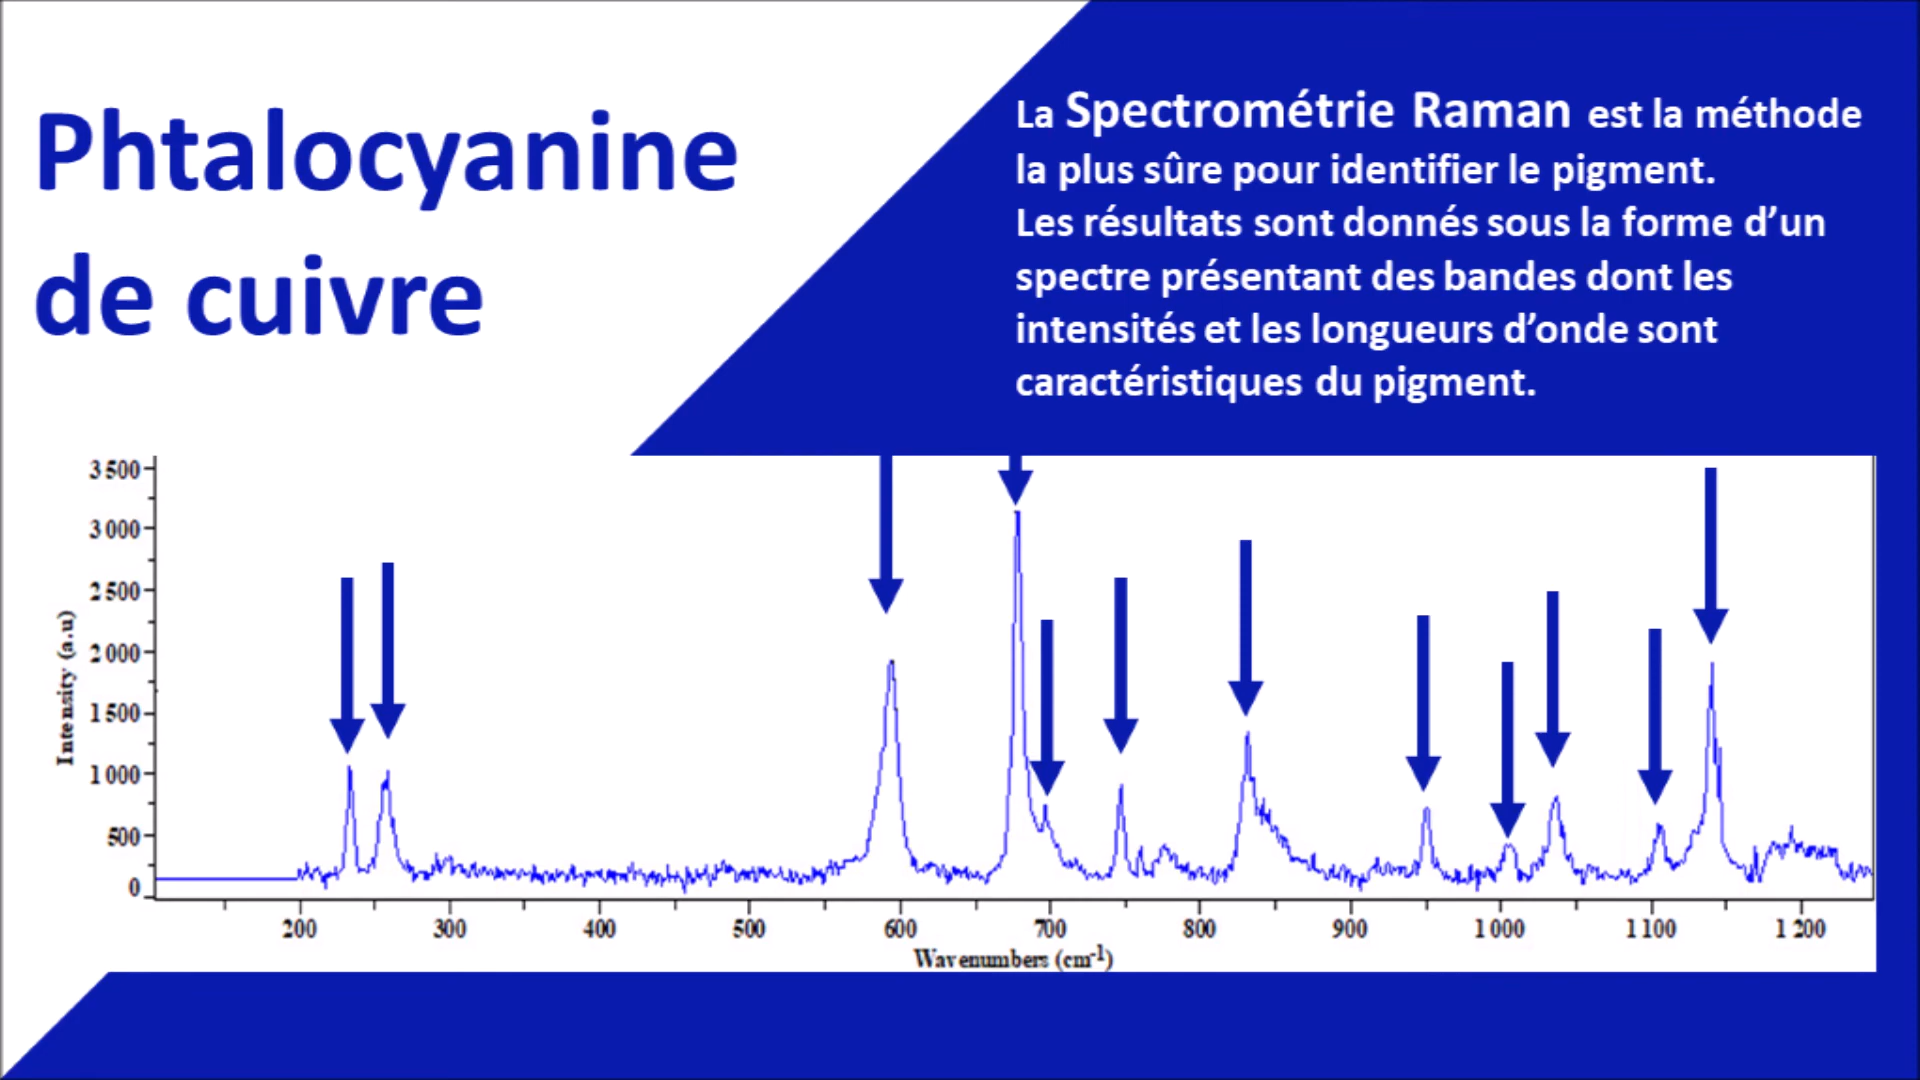 Phtalocyanine
de cuivre
La Spectrométrie Raman est la méthode
la plus sûre pour identifier le pigment.
Les résultats sont donnés sous la forme d’un
spectre présentant des bandes dont les
intensités et les longueurs d’onde sont
caractéristiques du pigment.
3 500
3 000
2 500
2 000
1 500
1 000
500
0
Intensity (a.u)
200 300 400 500 600 700 800 900 1 000 1 100 1 200
Wavenumbers (cm-1)